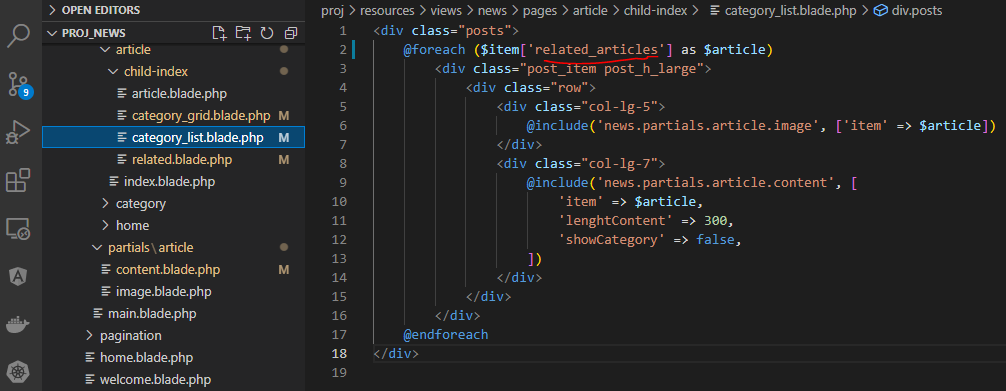 OPEN EDITORS
PROJ_NEWS
article
child-index
article.blade.php
category_grid.blade.php M
category_list.blade.php M
related.blade.php M
index.blade.php
category
home
partials\article
content.blade.php M
image.blade.php
main.blade.php
pagination
home.blade.php
welcome.blade.php
9
proj > resources > views > news > pages > article > child-index > category_list.blade.php > div.posts
1 <div class="posts">
2 @foreach ($item['related_articles'] as $article)
3 <div class="post_item post_h_large">
4 <div class="row">
5 <div class="col-lg-5">
6 @include('news.partials.article.image', ['item' => $article])
7 </div>
8 <div class="col-lg-7">
9 @include('news.partials.article.content', [
10 'item' => $article,
11 'lenghtContent' => 300,
12 'showCategory' => false,
13 ])
14 </div>
15 </div>
16 </div>
17 @endforeach
18 </div>
19